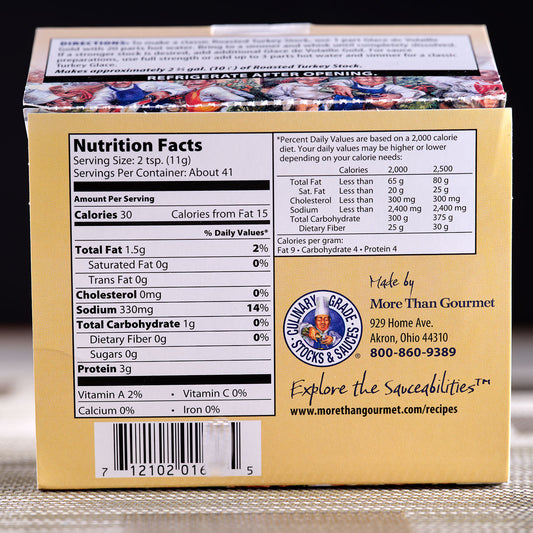 DIRECTIONS: To make a classic Roasted Turkey Stock, use 1 part Glace de Volaille
Gold with 20 parts hot water. Bring to a simmer and whisk until completely dissolved.
If a stronger stock is desired, add additional Glace de Volaille Gold. For sauce
preparations, use full strength or add up to 3 parts hot water and simmer for a classic
Turkey Glace.
Makes approximately 2 ½ gal. (10 L) of Roasted Turkey Stock.
REFRIGERATE AFTER OPENING.
Nutrition Facts
Serving Size: 2 tsp. (11g)
Servings Per Container: About 41
Amount Per Serving
Calories 30 Calories from Fat 15
% Daily Values*
Total Fat 1.5g 2%
Saturated Fat 0g 0%
Trans Fat 0g
Cholesterol 0mg 0%
Sodium 330mg 14%
Total Carbohydrate 1g 0%
Dietary Fiber 0g 0%
Sugars 0g
Protein 3g
Vitamin A 2% • Vitamin C 0%
Calcium 0% • Iron 0%
*Percent Daily Values are based on a 2,000 calorie
diet. Your daily values may be higher or lower
depending on your calorie needs:
Calories 2,000 2,500
Total Fat Less than 65 g 80 g
Sat. Fat Less than 20 g 25 g
Cholesterol Less than 300 mg 300 mg
Sodium Less than 2,400 mg 2,400 mg
Total Carbohydrate 300 g 375 g
Dietary Fiber 25 g 30 g
Calories per gram:
Fat 9 • Carbohydrate 4 • Protein 4
CULINARY GRADE
STOCKS & SAUCES
®
Made by
More Than Gourmet
929 Home Ave.
Akron, Ohio 44310
800-860-9389
Explore the Sauceabilities™
www.morethangourmet.com/recipes
7 12102 016 5